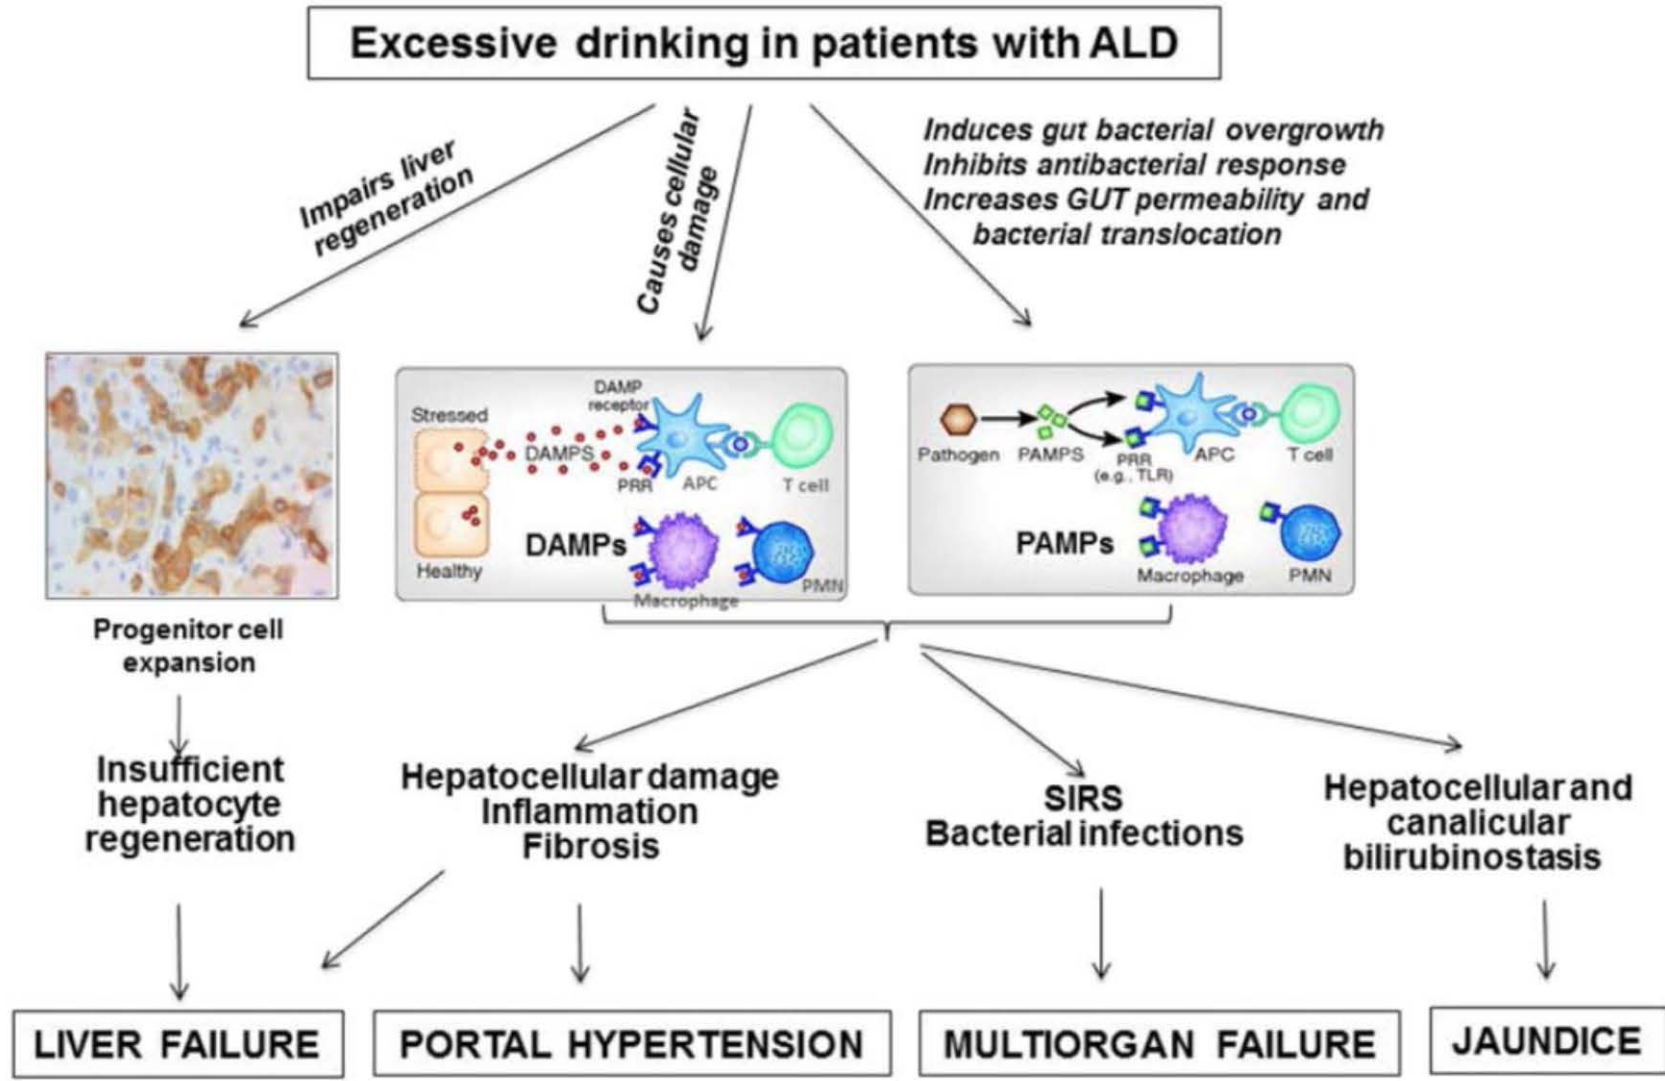 Excessive drinking in patients with ALD
Impairs liver
regeneration
Causes cellular
damage
Induces gut bacterial overgrowth
Inhibits antibacterial response
Increases GUT permeability and
bacterial translocation
Progenitor cell
expansion
Stressed
Healthy
DAMP
receptor
DAMPS
PRR
APC
T cell
DAMPs
Macrophage
PMN
Pathogen
PAMPS
PRR
(e.g., TLR)
APC
T cell
PAMPs
Macrophage
PMN
Insufficient
hepatocyte
regeneration
Hepatocellular damage
Inflammation
Fibrosis
SIRS
Bacterial infections
Hepatocellular and
canalicular
bilirubinostasis
LIVER FAILURE
PORTAL HYPERTENSION
MULTIORGAN FAILURE
JAUNDICE